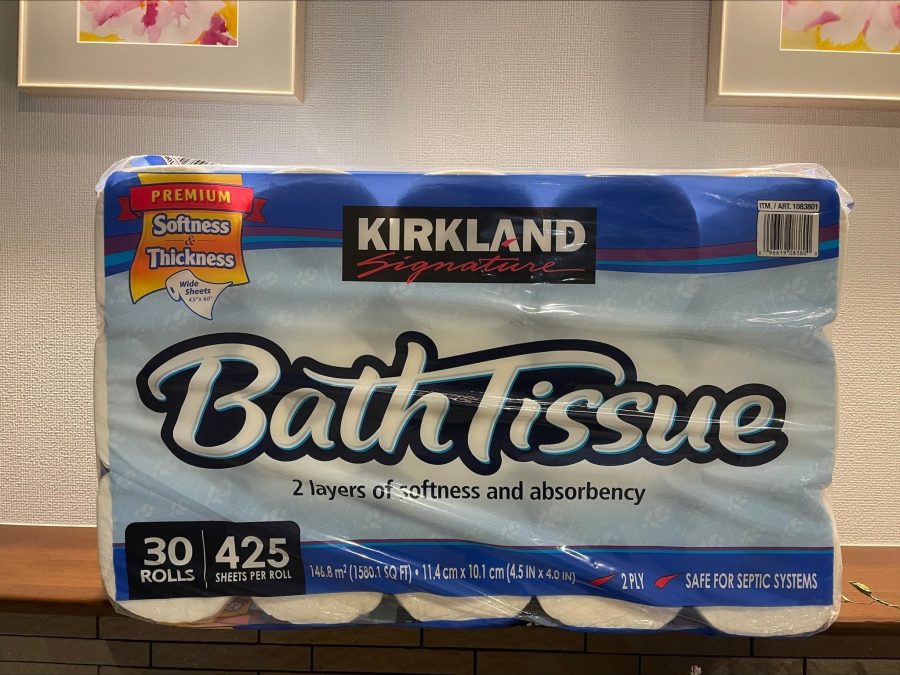 PREMIUM
Softness
&
Thickness
Wide
Sheets
4.5" x 4.0"
KIRKLAND
Signature
ITM. / ART. 1083801
Bath Tissue
2 layers of softness and absorbency
30
ROLLS
425
SHEETS PER ROLL
146.8 m² (1580.1 SQ FT) • 11.4 cm x 10.1 cm (4.5 IN x 4.0 IN)
2 PLY
SAFE FOR SEPTIC SYSTEMS